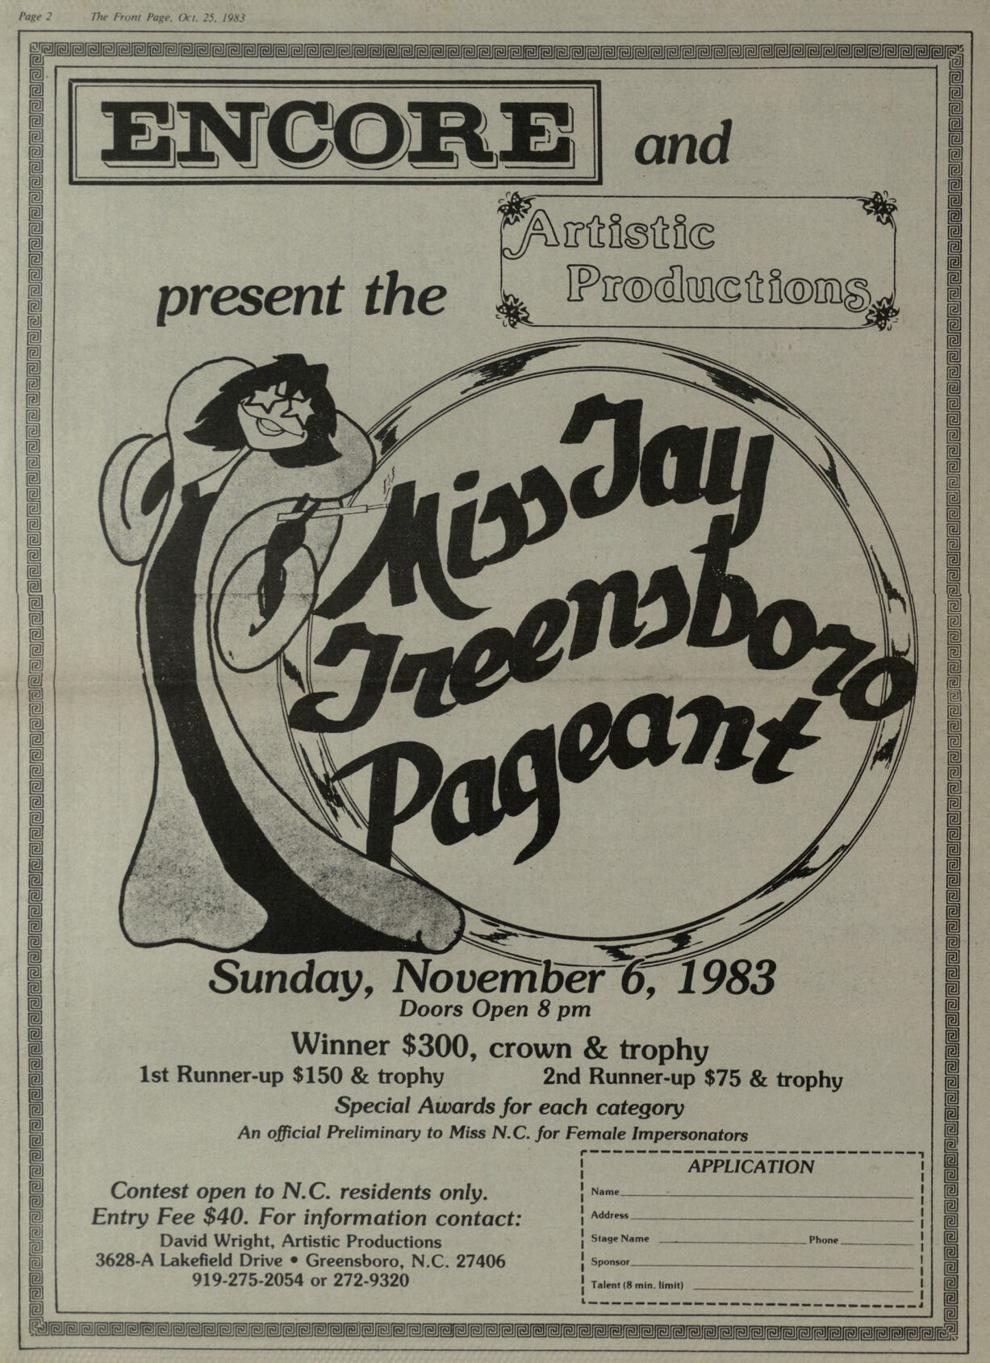 Page 2 The Front Page, Oct. 25, 1983
ENCORE and
Artistic
Productions
present the
Miss Gay
Greensboro
Pageant
Sunday, November 6, 1983
Doors Open 8 pm
Winner $300, crown & trophy
1st Runner-up $150 & trophy 2nd Runner-up $75 & trophy
Special Awards for each category
An official Preliminary to Miss N.C. for Female Impersonators
Contest open to N.C. residents only.
Entry Fee $40. For information contact:
David Wright, Artistic Productions
3628-A Lakefield Drive • Greensboro, N.C. 27406
919-275-2054 or 272-9320
APPLICATION
Name
Address
Stage Name Phone
Sponsor
Talent (8 min. limit)